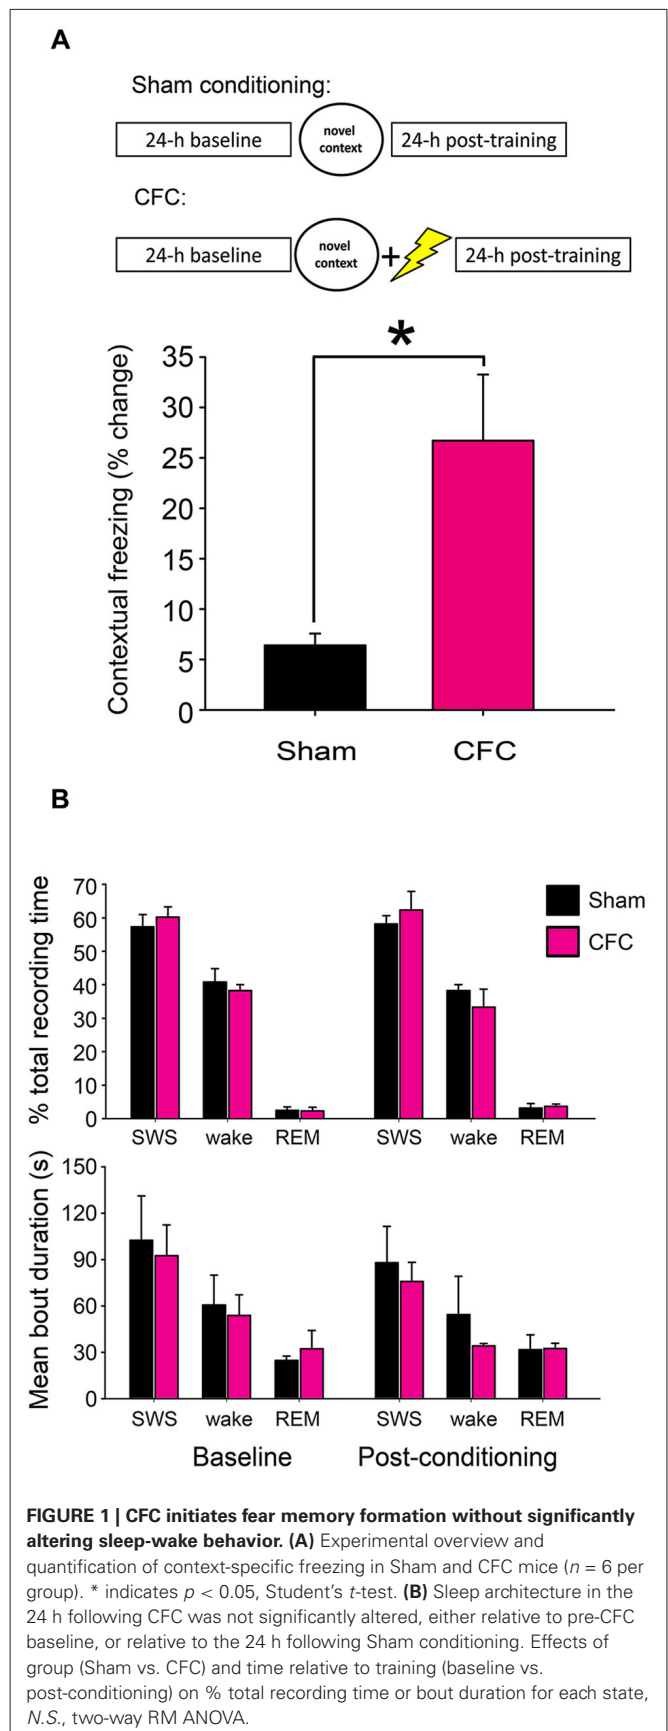 A
Sham conditioning:
24-h baseline
novel
context
24-h post-training
CFC:
24-h baseline
novel
context
+
24-h post-training
*
Contextual freezing (% change)
35
30
25
20
15
10
5
0
Sham
CFC
B
% total recording time
70
60
50
40
30
20
10
0
Sham
CFC
SWS
wake
REM
SWS
wake
REM
Mean bout duration (s)
150
120
90
60
30
0
SWS
wake
REM
SWS
wake
REM
Baseline
Post-conditioning
FIGURE 1 | CFC initiates fear memory formation without significantly
altering sleep-wake behavior. (A) Experimental overview and
quantification of context-specific freezing in Sham and CFC mice (n = 6 per
group). * indicates p < 0.05, Student's t-test. (B) Sleep architecture in the
24 h following CFC was not significantly altered, either relative to pre-CFC
baseline, or relative to the 24 h following Sham conditioning. Effects of
group (Sham vs. CFC) and time relative to training (baseline vs.
post-conditioning) on % total recording time or bout duration for each state,
N.S., two-way RM ANOVA.